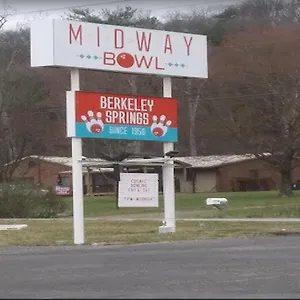 MIDWAY
BOWL
BERKELEY
SPRINGS
SINCE 1958